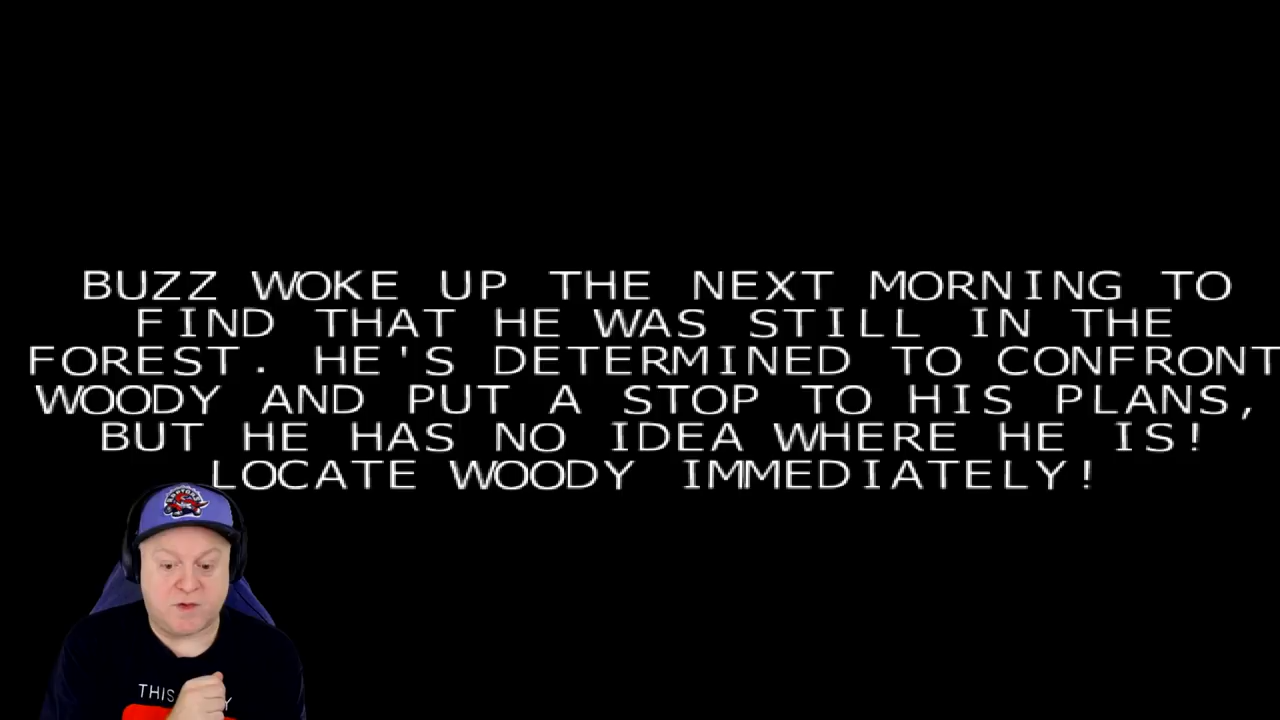 BUZZ WOKE UP THE NEXT MORNING TO
FIND THAT HE WAS STILL IN THE
FOREST. HE'S DETERMINED TO CONFRONT
WOODY AND PUT A STOP TO HIS PLANS,
BUT HE HAS NO IDEA WHERE HE IS!
LOCATE WOODY IMMEDIATELY!
RAPTORS
THIS